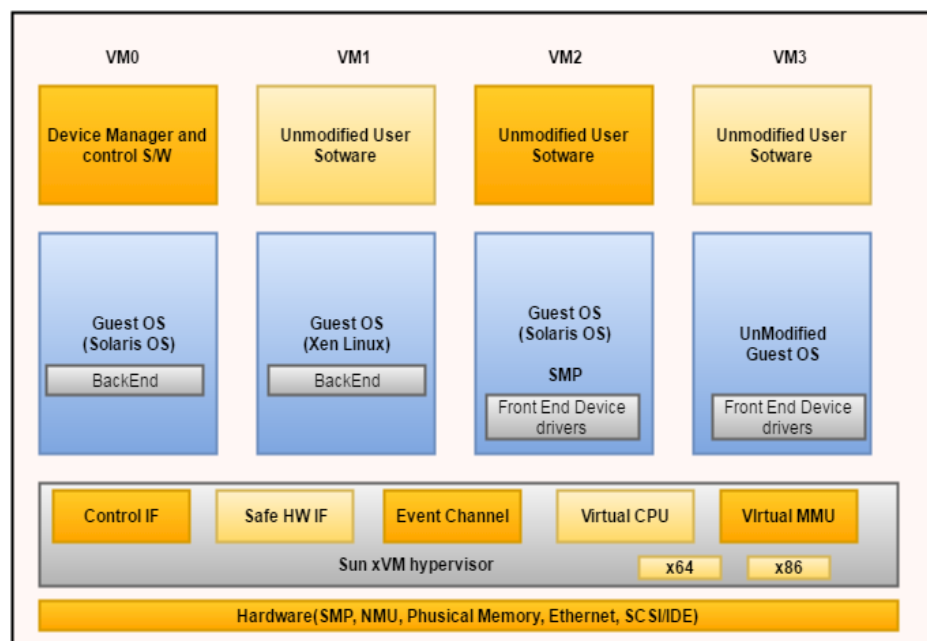 VM0
VM1
VM2
VM3
Device Manager and
control S/W
Unmodified User
Sotware
Unmodified User
Sotware
Unmodified User
Sotware
Guest OS
(Solaris OS)
BackEnd
Guest OS
(Xen Linux)
BackEnd
Guest OS
(Solaris OS)
SMP
Front End Device
drivers
UnModified
Guest OS
Front End Device
drivers
Control IF
Safe HW IF
Event Channel
Virtual CPU
VIrtual MMU
Sun xVM hypervisor
x64
x86
Hardware(SMP, NMU, Phusical Memory, Ethernet, SCSI/IDE)